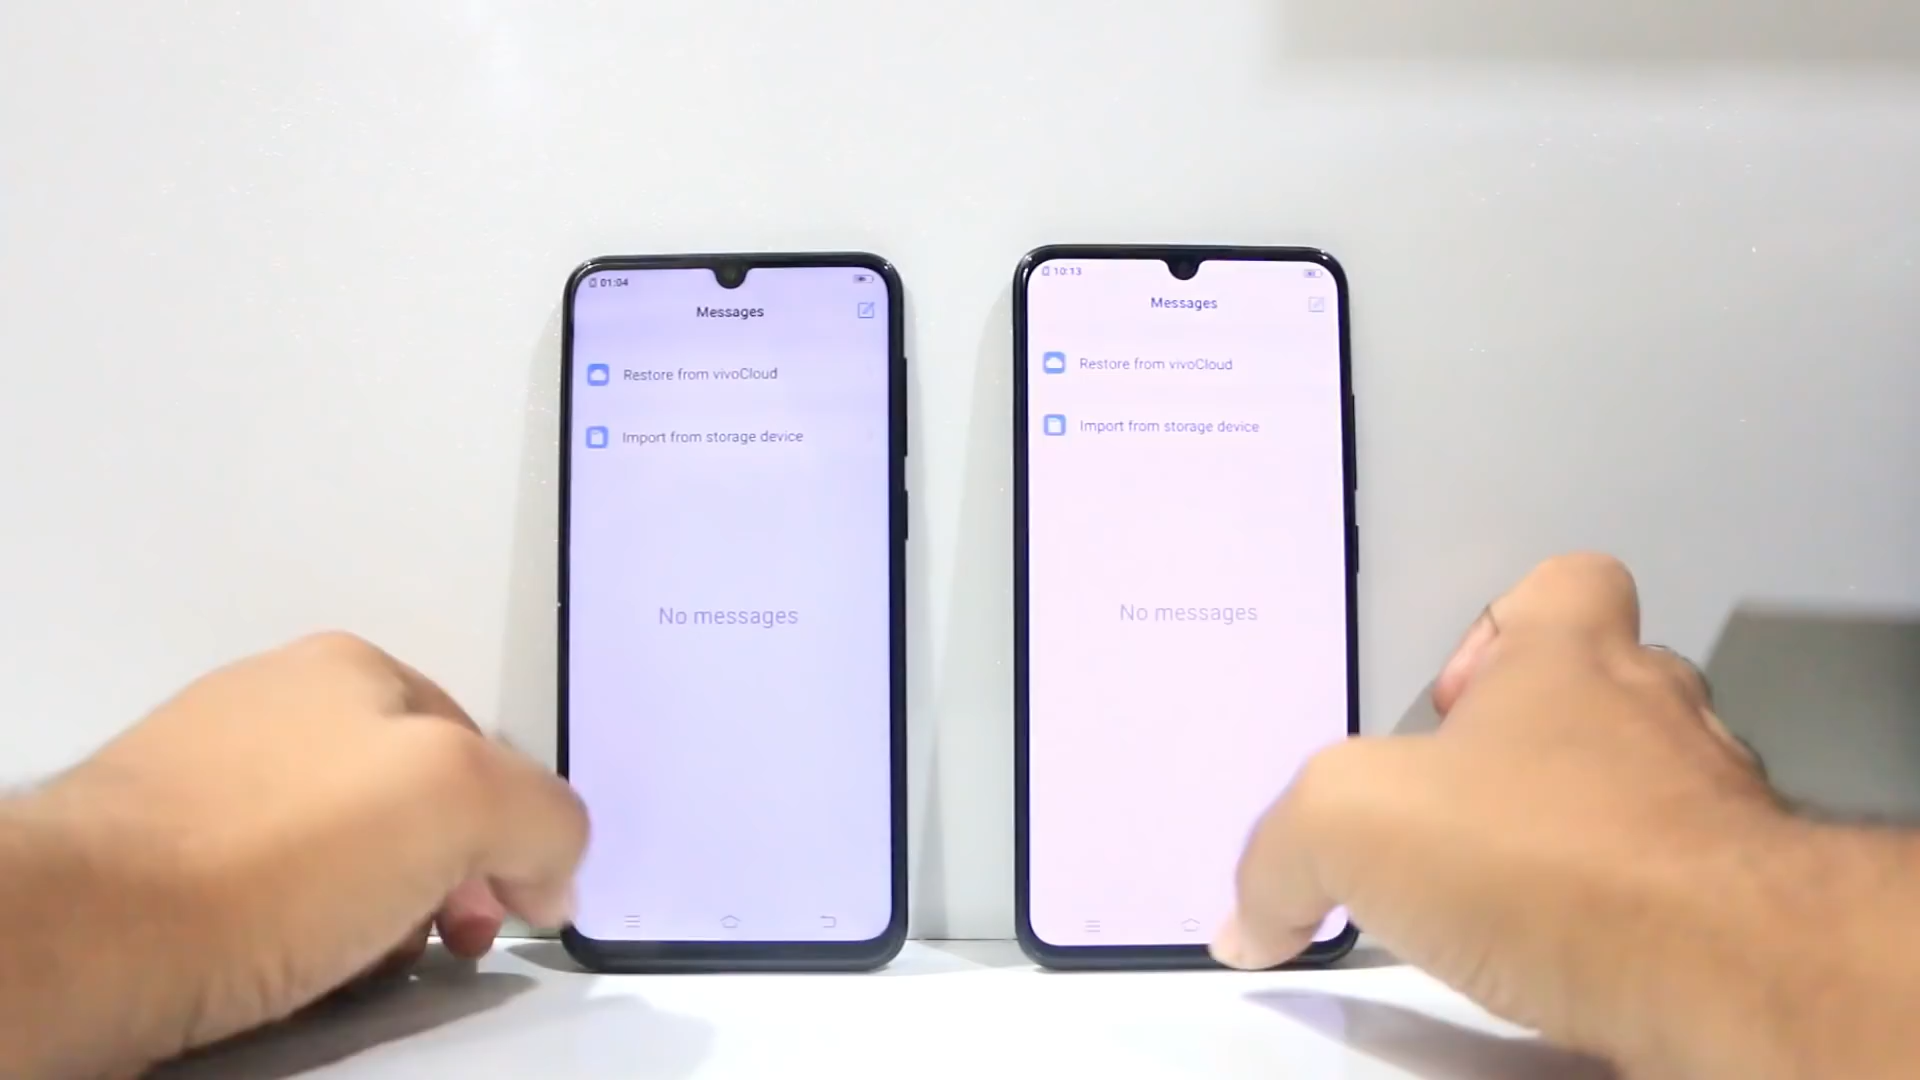 01:04
Messages
Restore from vivoCloud
Import from storage device
No messages
10:13
Messages
Restore from vivoCloud
Import from storage device
No messages